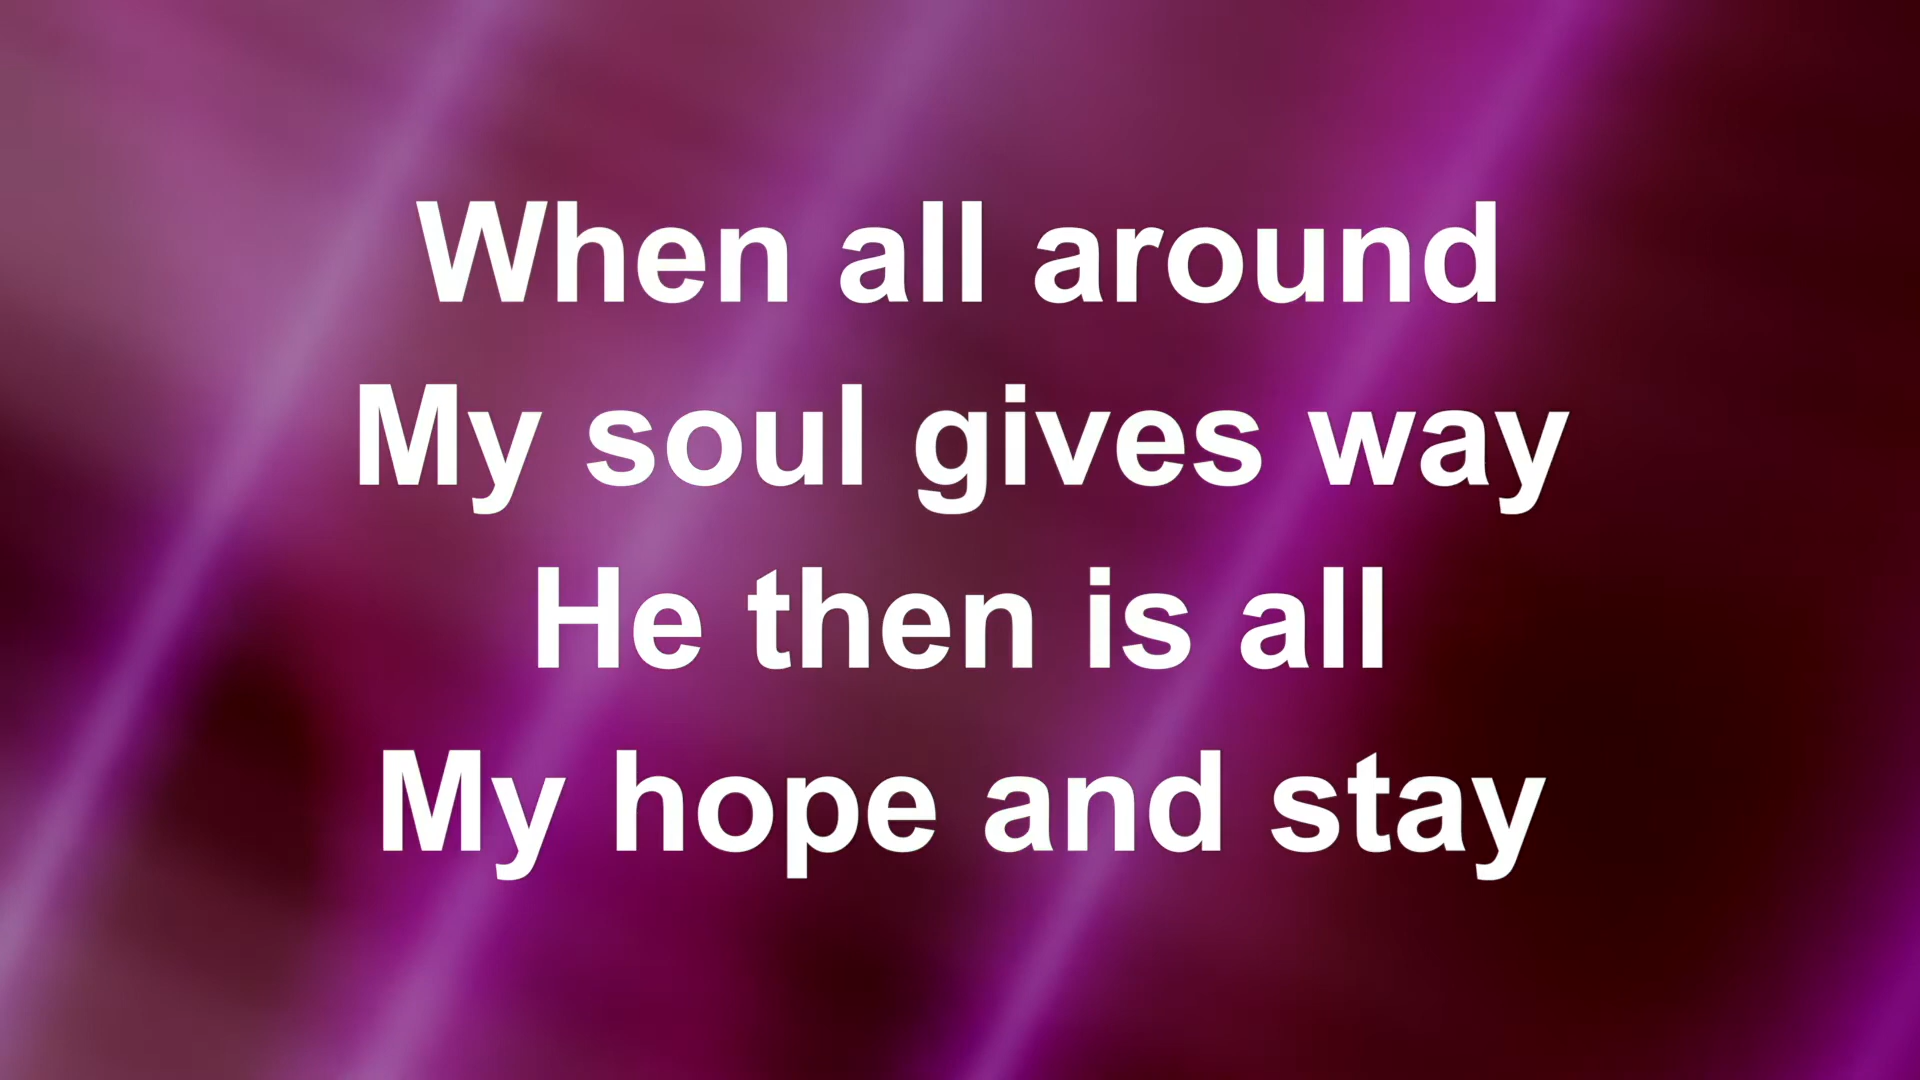 When all around
My soul gives way
He then is all
My hope and stay